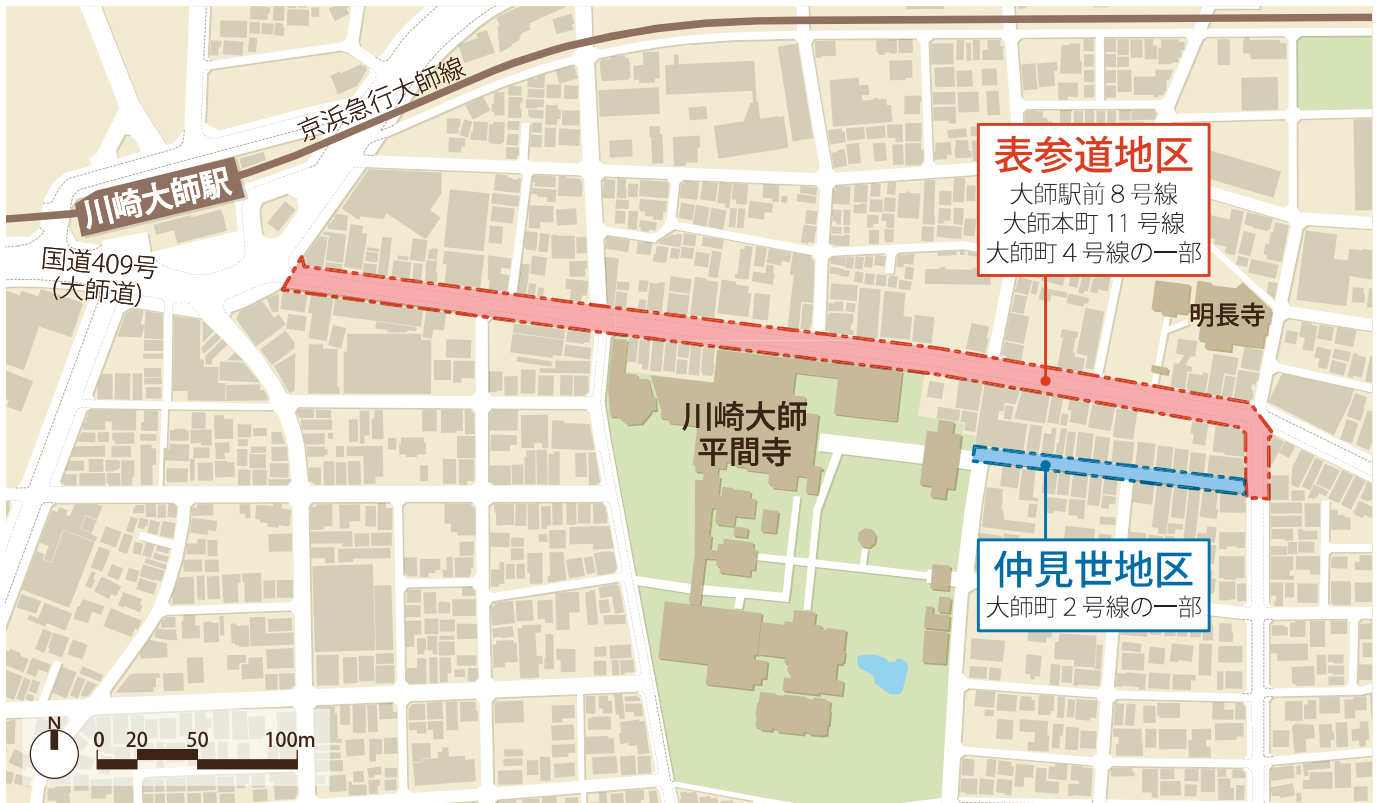 京浜急行大師線
川崎大師駅
国道409号
(大師道)
表参道地区
大師駅前8号線
大師本町11号線
大師町4号線の一部
明長寺
川崎大師
平間寺
仲見世地区
大師町2号線の一部
N
0 20 50 100m